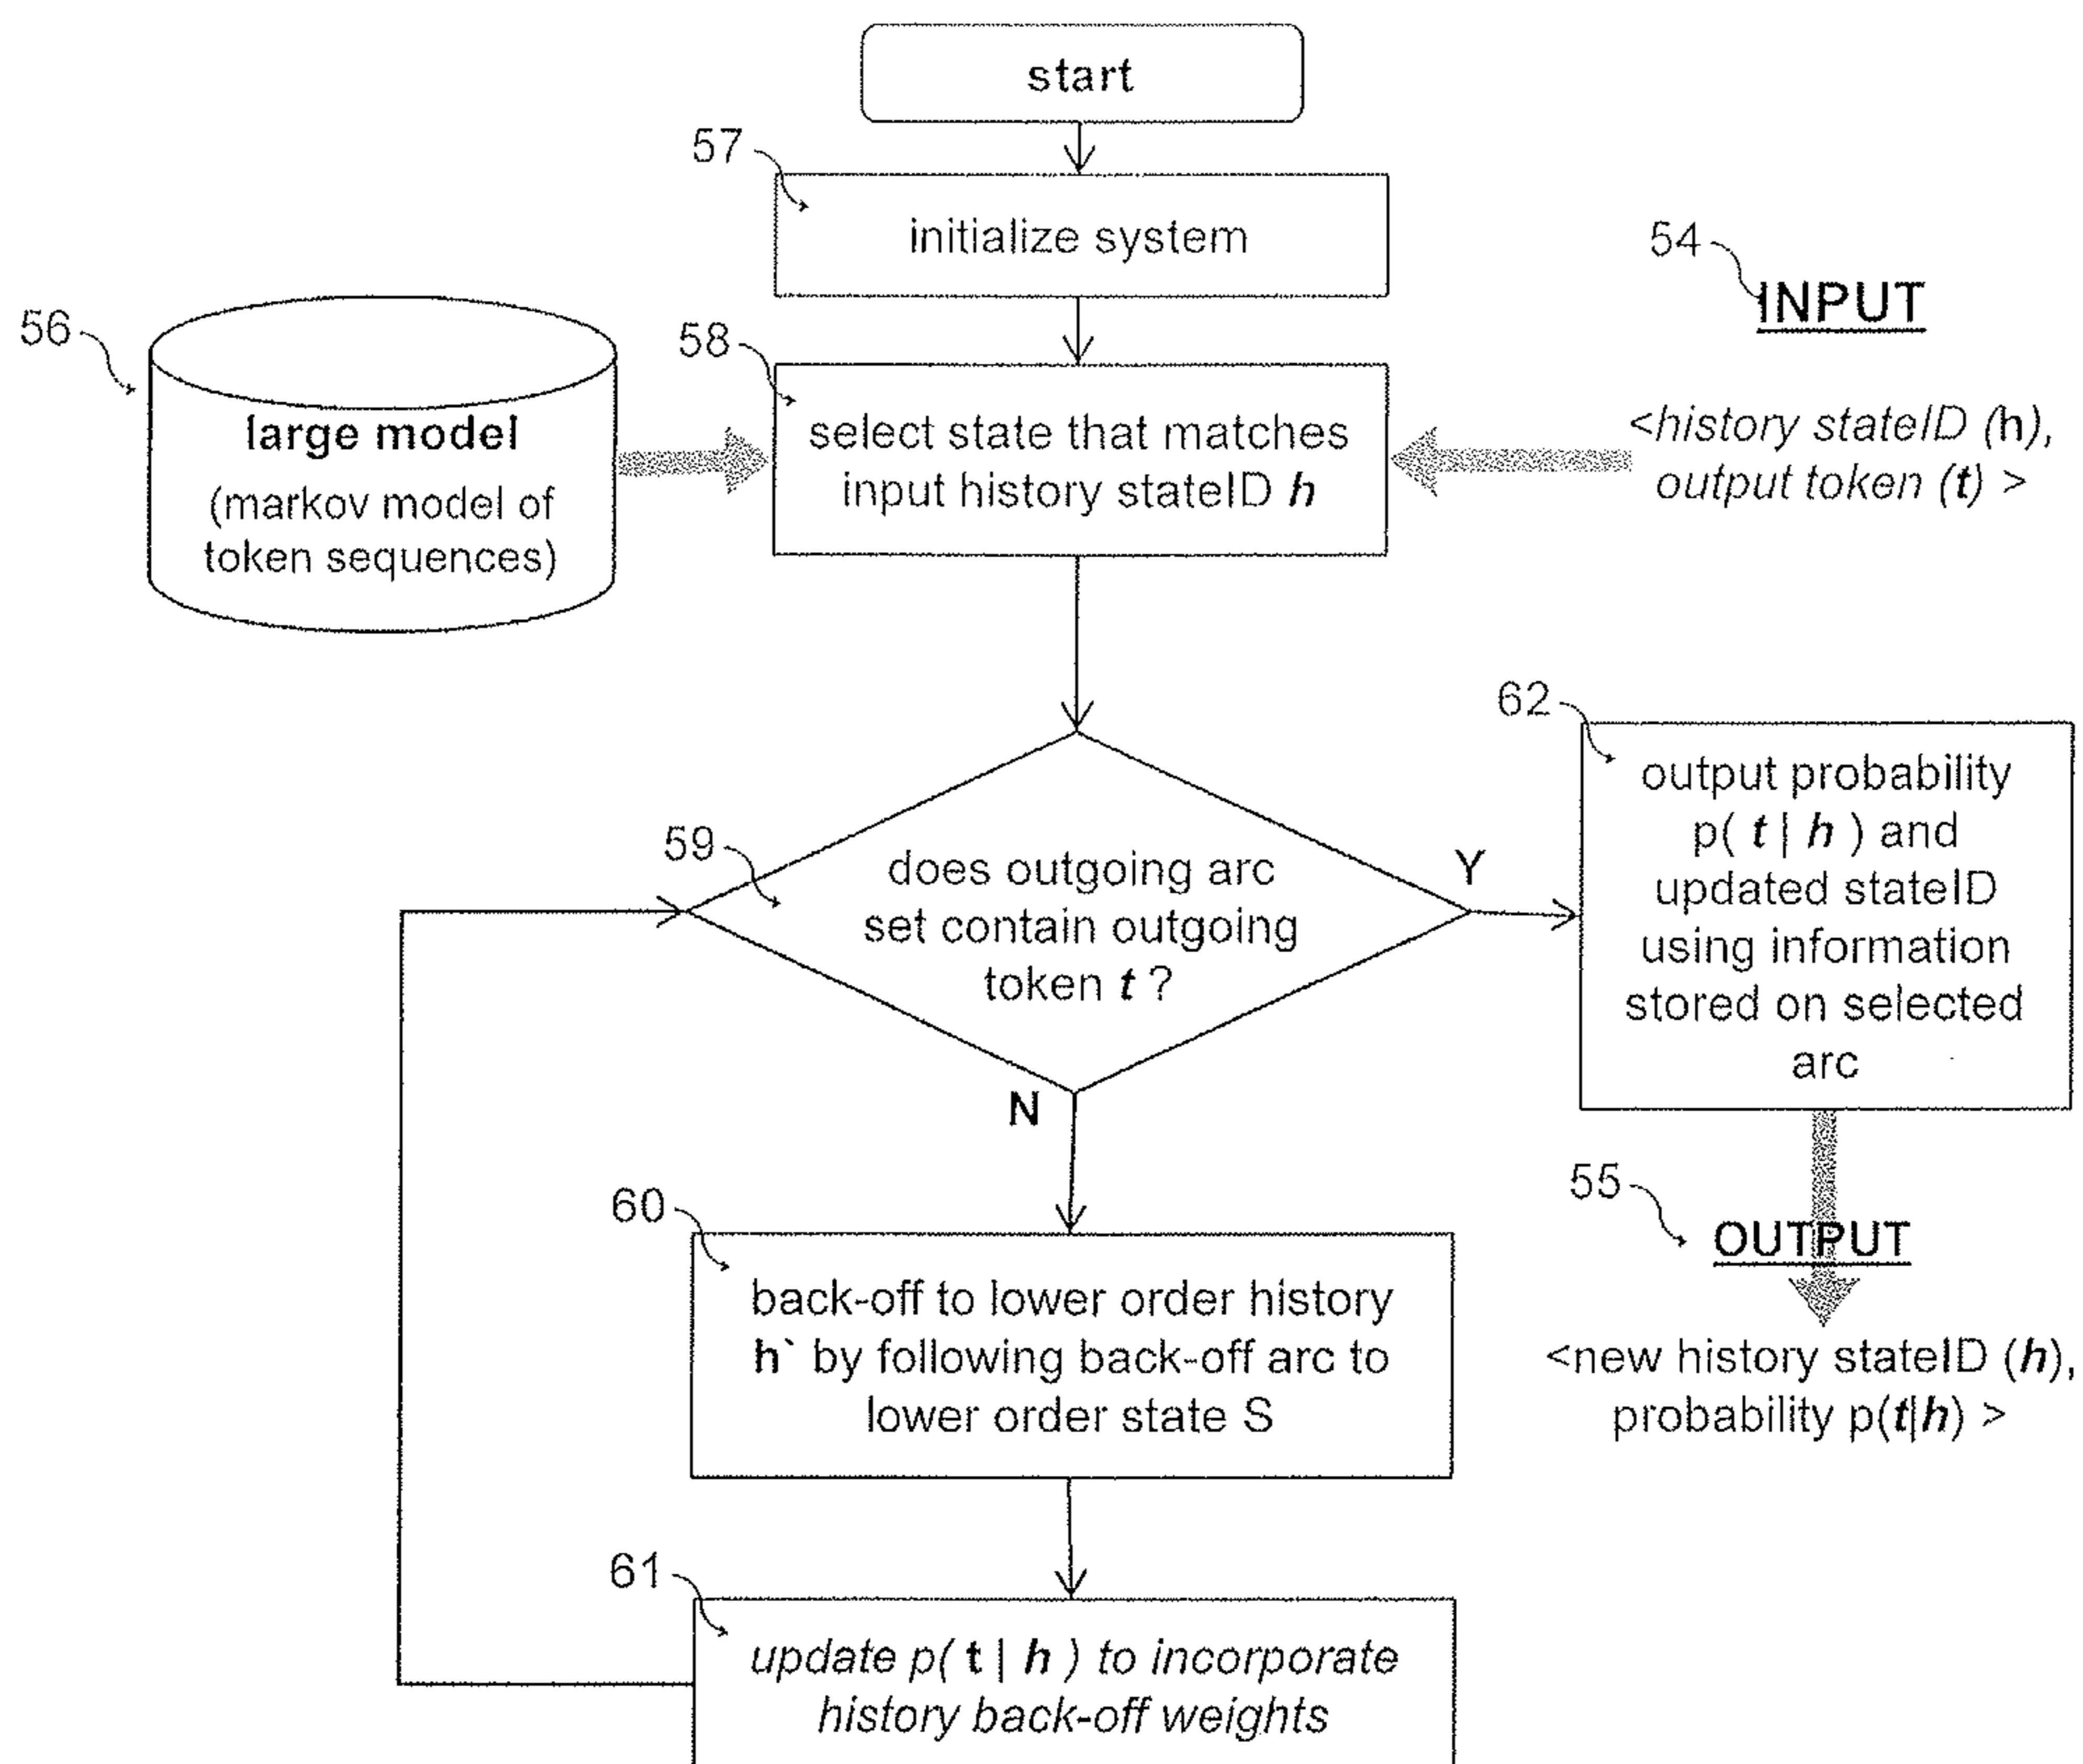 start
57
initialize system
54
INPUT
56
large model
(markov model of
token sequences)
58
select state that matches
input history stateID h
<history stateID (h),
output token (t) >
59
does outgoing arc
set contain outgoing
token t ?
Y
N
62
output probability
p( t | h ) and
updated stateID
using information
stored on selected
arc
55
OUTPUT
<new history stateID (h),
probability p(t|h) >
60
back-off to lower order history
h` by following back-off arc to
lower order state S
61
update p( t | h ) to incorporate
history back-off weights